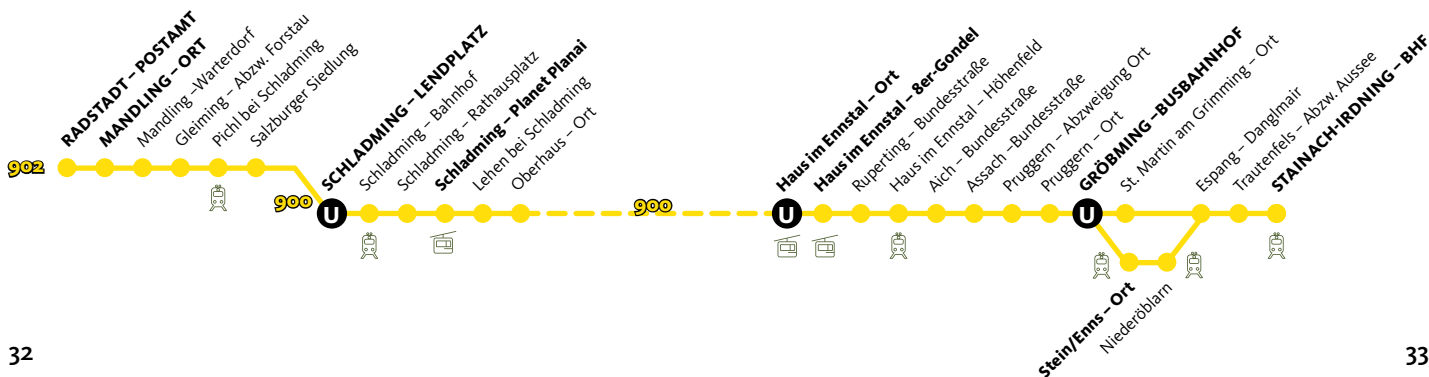 902
RADSTADT – POSTAMT
MANDLING – ORT
Mandling –Warterdorf
Gleiming – Abzw. Forstau
Pichl bei Schladming
Salzburger Siedlung
900
U
SCHLADMING – LENDPLATZ
Schladming – Bahnhof
Schladming – Rathausplatz
Schladming – Planet Planai
Lehen bei Schladming
Oberhaus – Ort
900
U
Haus im Ennstal – Ort
Haus im Ennstal – 8er-Gondel
Ruperting – Bundesstraße
Haus im Ennstal – Höhenfeld
Aich – Bundesstraße
Assach –Bundesstraße
Pruggern – Abzweigung Ort
Pruggern – Ort
U
GRÖBMING –BUSBAHNHOF
St. Martin am Grimming – Ort
Espang – Danglmair
Trautenfels – Abzw. Aussee
STAINACH-IRDNING – BHF
Stein/Enns – Ort
Niederöblarn
32
33